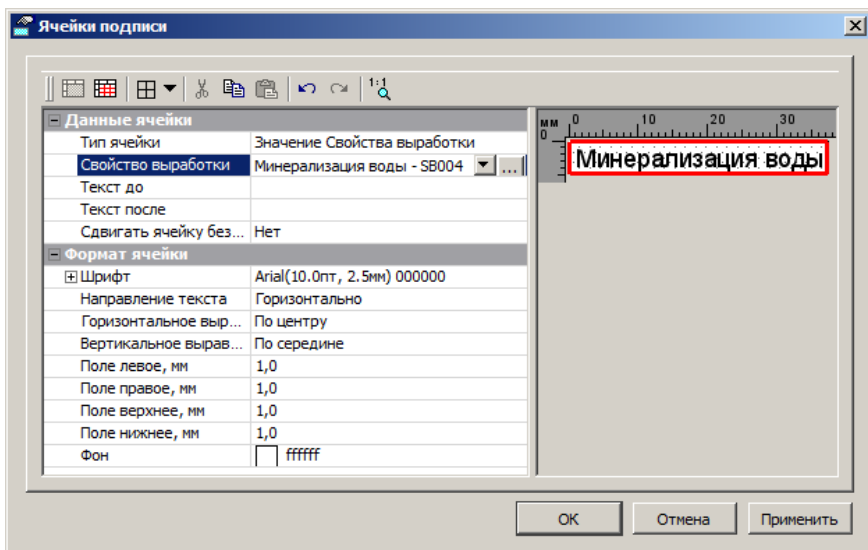 Ячейки подписи
1:1
Данные ячейки
Тип ячейки Значение Свойства выработки
Свойство выработки Минерализация воды - SB004 ...
Текст до
Текст после
Сдвигать ячейку без... Нет
Формат ячейки
Шрифт Arial(10.0пт, 2.5мм) 000000
Направление текста Горизонтально
Горизонтальное выр... По центру
Вертикальное вырав... По середине
Поле левое, мм 1,0
Поле правое, мм 1,0
Поле верхнее, мм 1,0
Поле нижнее, мм 1,0
Фон ffffff
мм 0 10 20 30
0
Минерализация воды
OK Отмена Применить